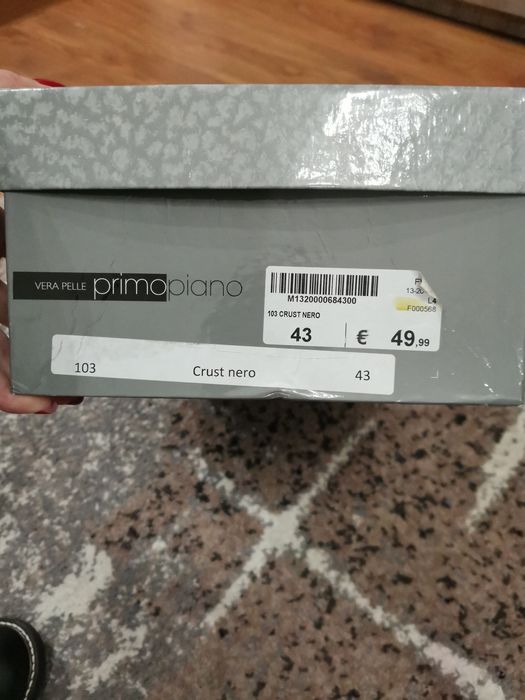 VERA PELLE primopiano
M1320000684300
103 CRUST NERO
43 € 49,99
13-20
L4
F000568
103 Crust nero 43